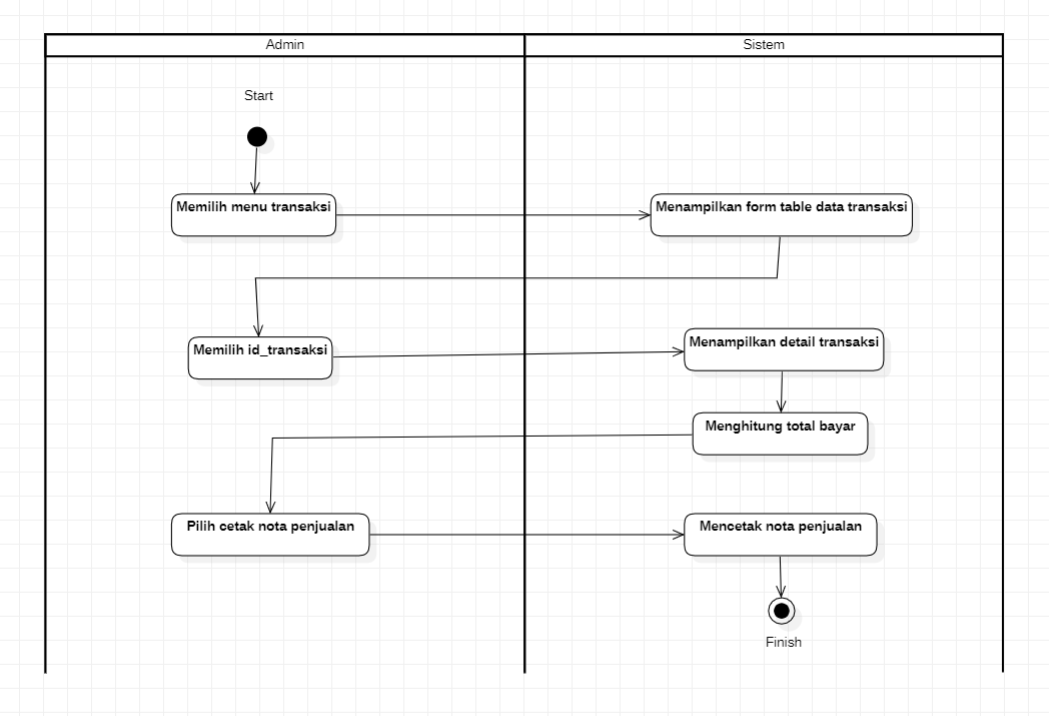 Admin
Sistem
Start
Memilih menu transaksi
Menampilkan form table data transaksi
Memilih id_transaksi
Menampilkan detail transaksi
Menghitung total bayar
Pilih cetak nota penjualan
Mencetak nota penjualan
Finish